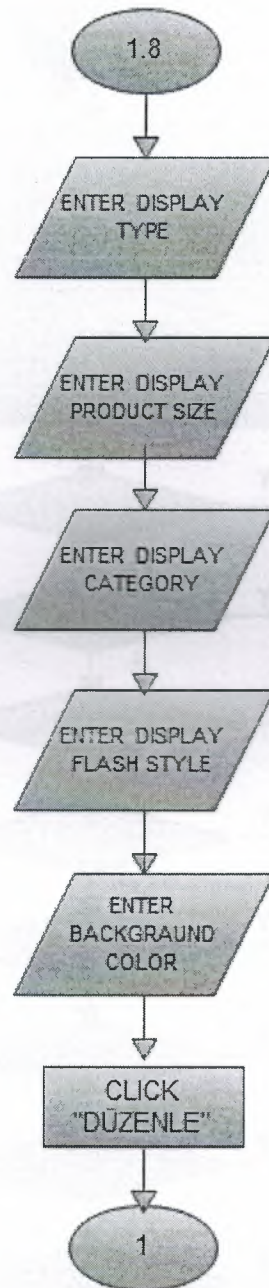 1.8
ENTER DISPLAY
TYPE
ENTER DISPLAY
PRODUCT SIZE
ENTER DISPLAY
CATEGORY
ENTER DISPLAY
FLASH STYLE
ENTER
BACKGRAUND
COLOR
CLICK
"DÜZENLE"
1